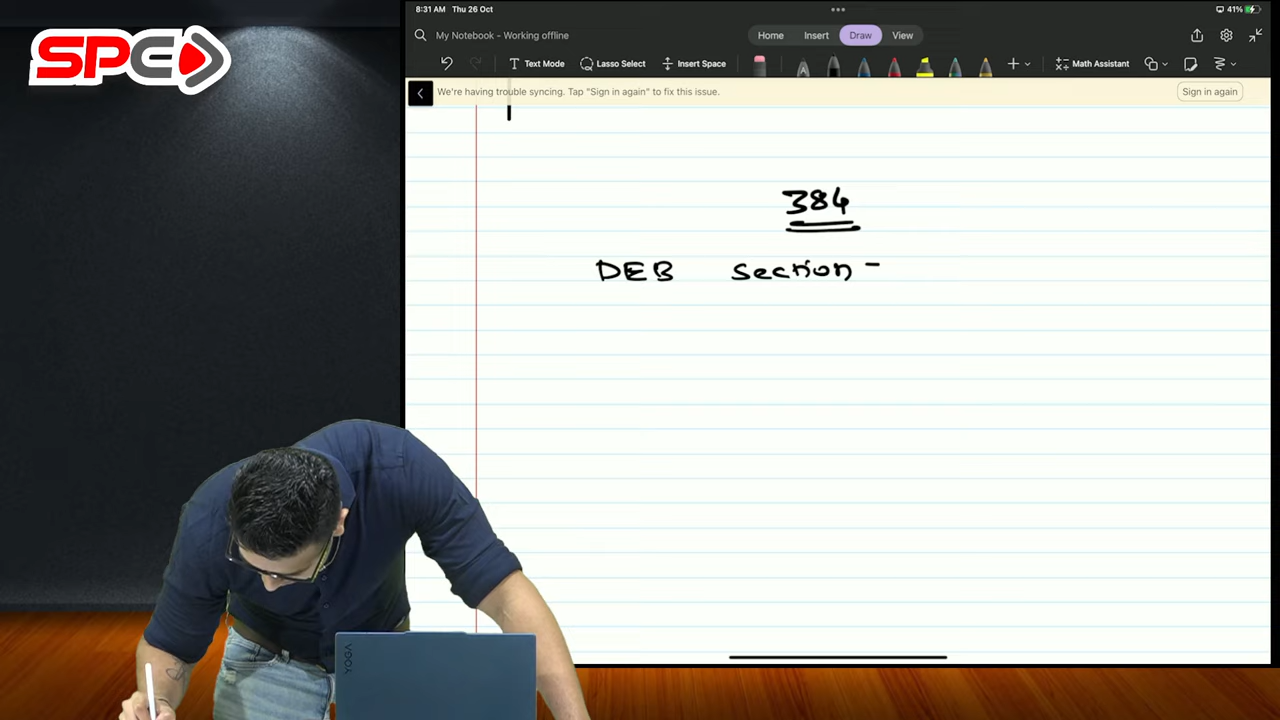 SPED
8:31 AM Thu 26 Oct
41%
My Notebook - Working offline
Home Insert Draw View
Text Mode Lasso Select Insert Space Math Assistant
We're having trouble syncing. Tap "Sign in again" to fix this issue. Sign in again
384
DEB section -
YOGA